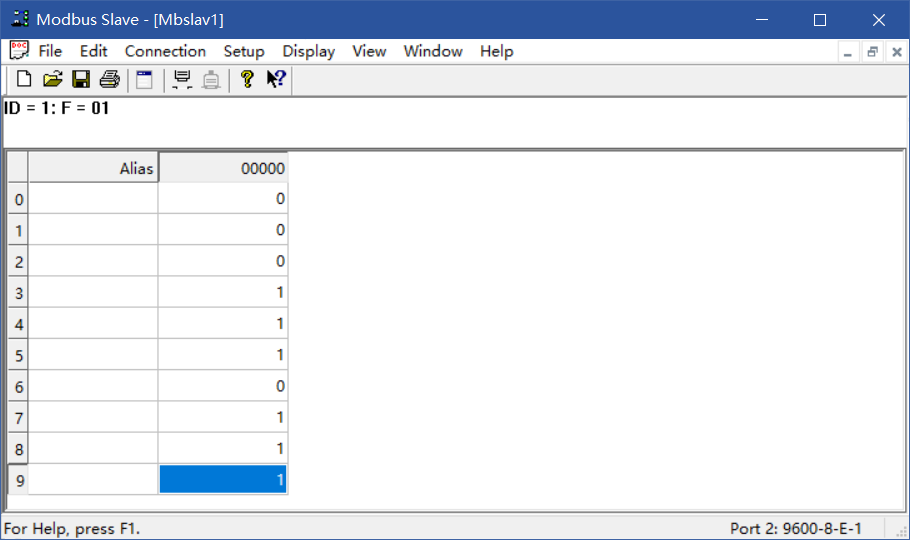 Modbus Slave - [Mbslav1]
File Edit Connection Setup Display View Window Help
ID = 1: F = 01
Alias 00000
0 0
1 0
2 0
3 1
4 1
5 1
6 0
7 1
8 1
9 1
For Help, press F1. Port 2: 9600-8-E-1